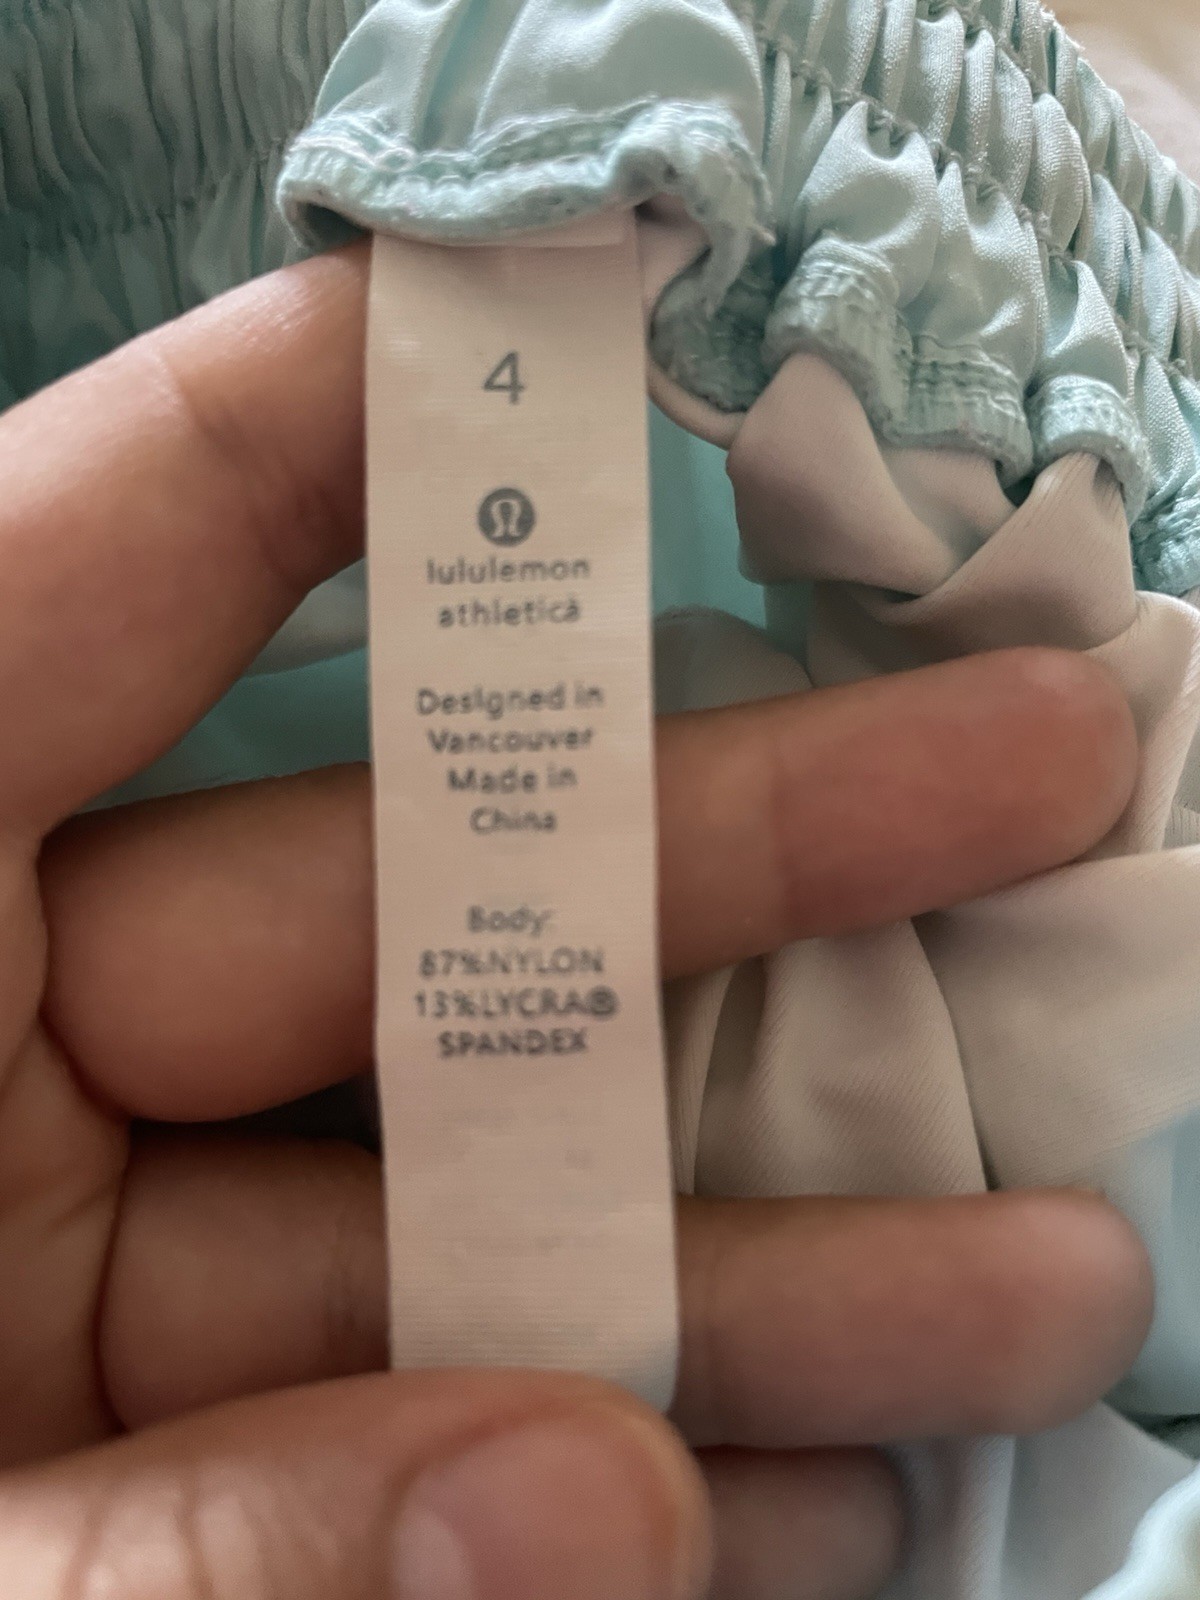 4
lululemon
athletica
Designed in
Vancouver
Made in
China
Body:
87%NYLON
13%LYCRA®
SPANDEX